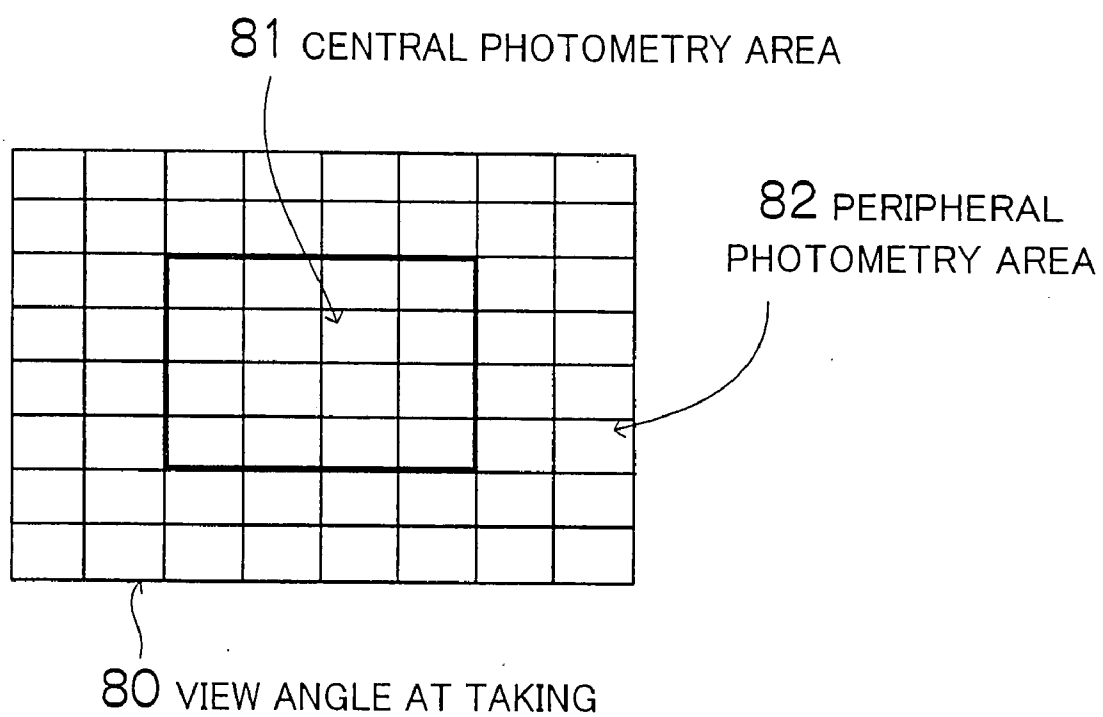 81 CENTRAL PHOTOMETRY AREA
82 PERIPHERAL
PHOTOMETRY AREA
80 VIEW ANGLE AT TAKING